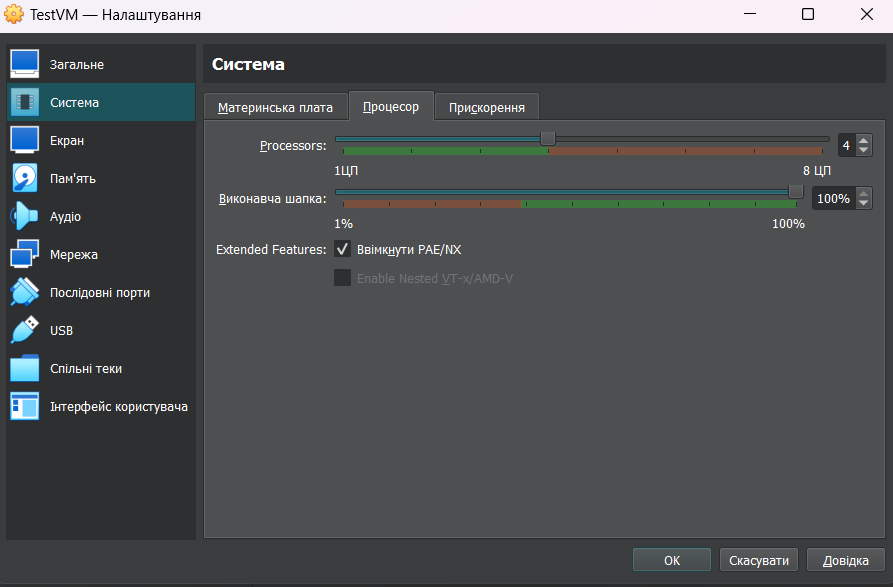 TestVM — Налаштування
Загальне
Система
Екран
Пам'ять
Аудіо
Мережа
Послідовні порти
USB
Спільні теки
Інтерфейс користувача
Система
Материнська плата
Процесор
Прискорення
Processors:
4
1ЦП
8 ЦП
Виконавча шапка:
100%
1%
100%
Extended Features:
Ввімкнути PAE/NX
Enable Nested VT-x/AMD-V
OK
Скасувати
Довідка